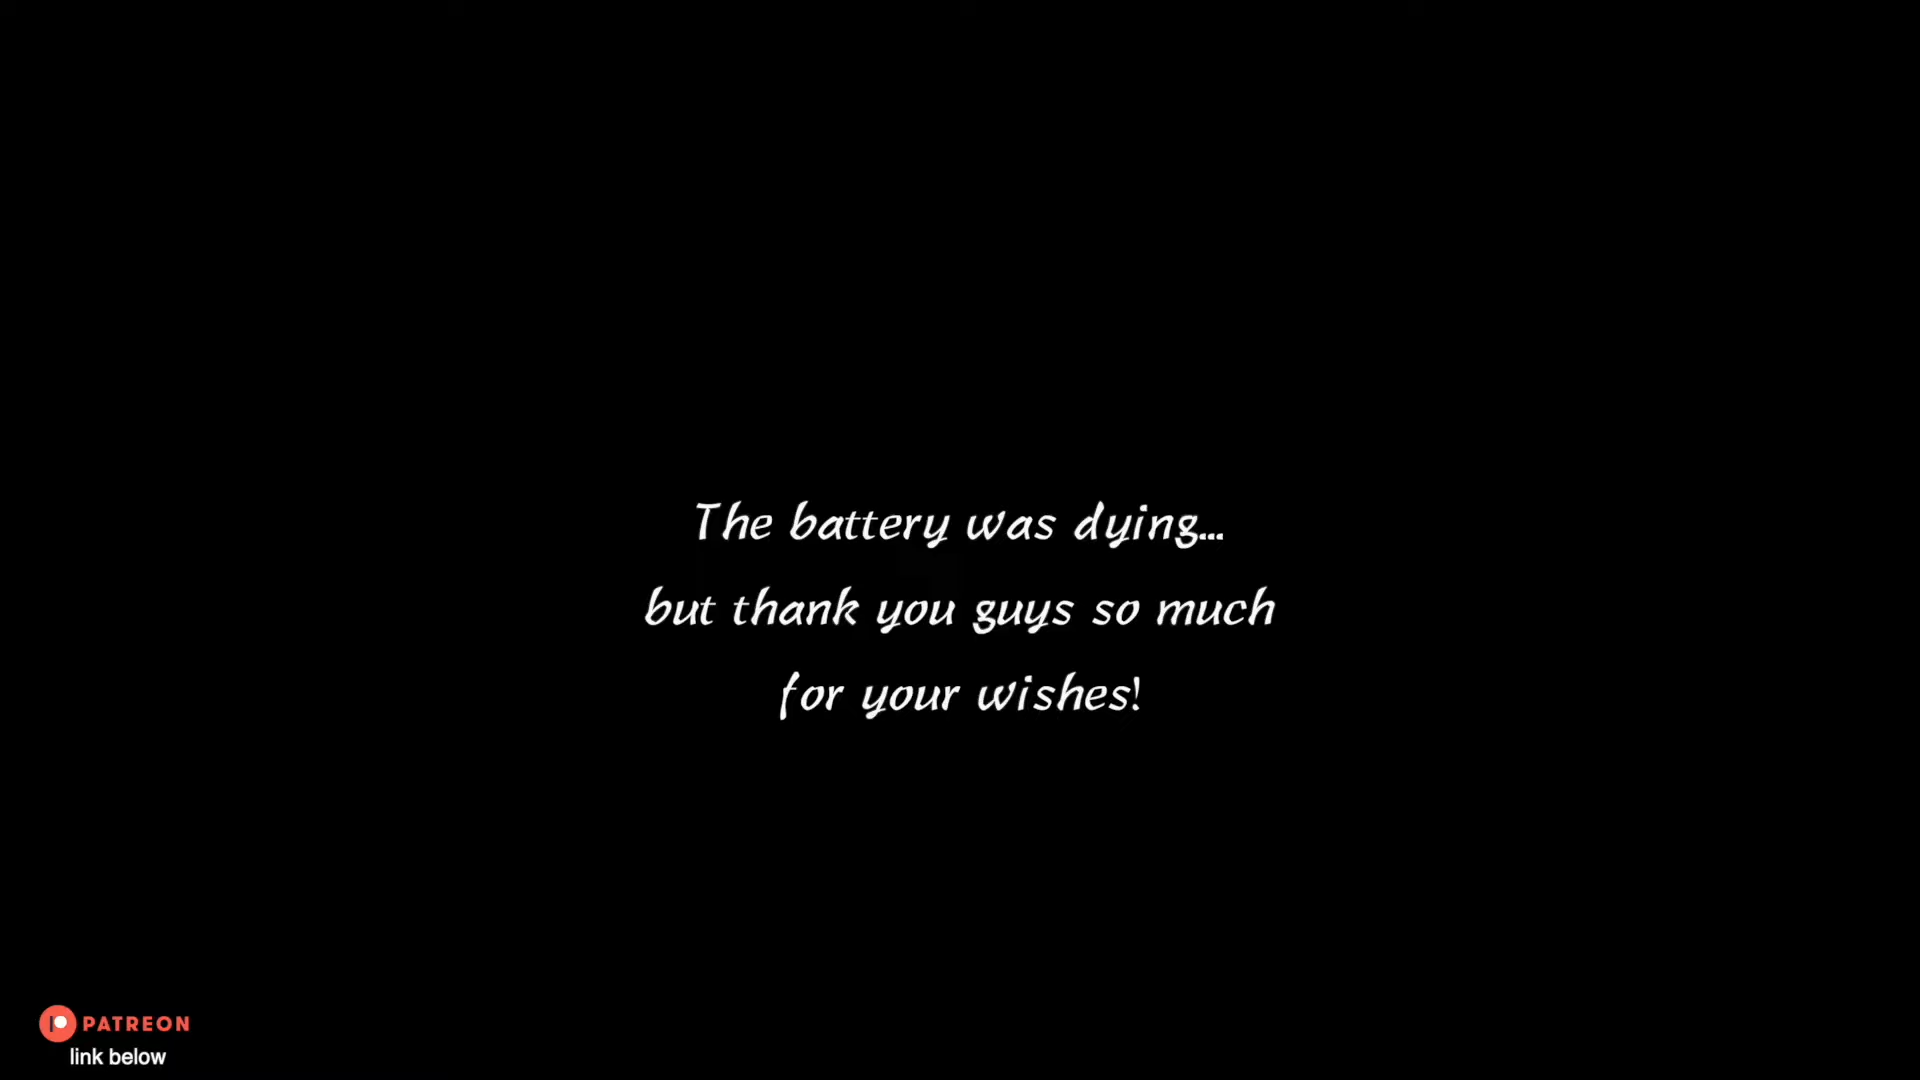 The battery was dying...
but thank you guys so much
for your wishes!
PATREON
link below